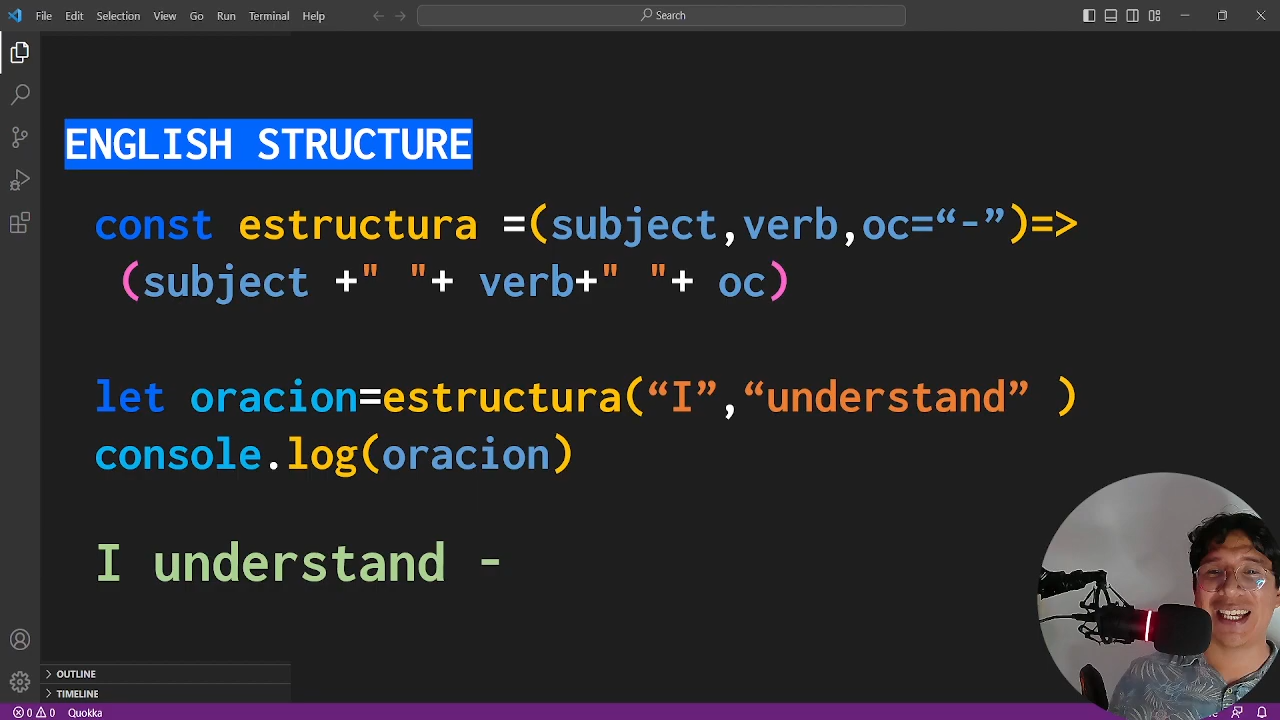 File Edit Selection View Go Run Terminal Help Search
ENGLISH STRUCTURE
const estructura =(subject,verb,oc=“-”)=>
(subject +" "+ verb+" "+ oc)
let oracion=estructura(“I”,“understand” )
console.log(oracion)
I understand -
OUTLINE
TIMELINE
0 0 Quokka